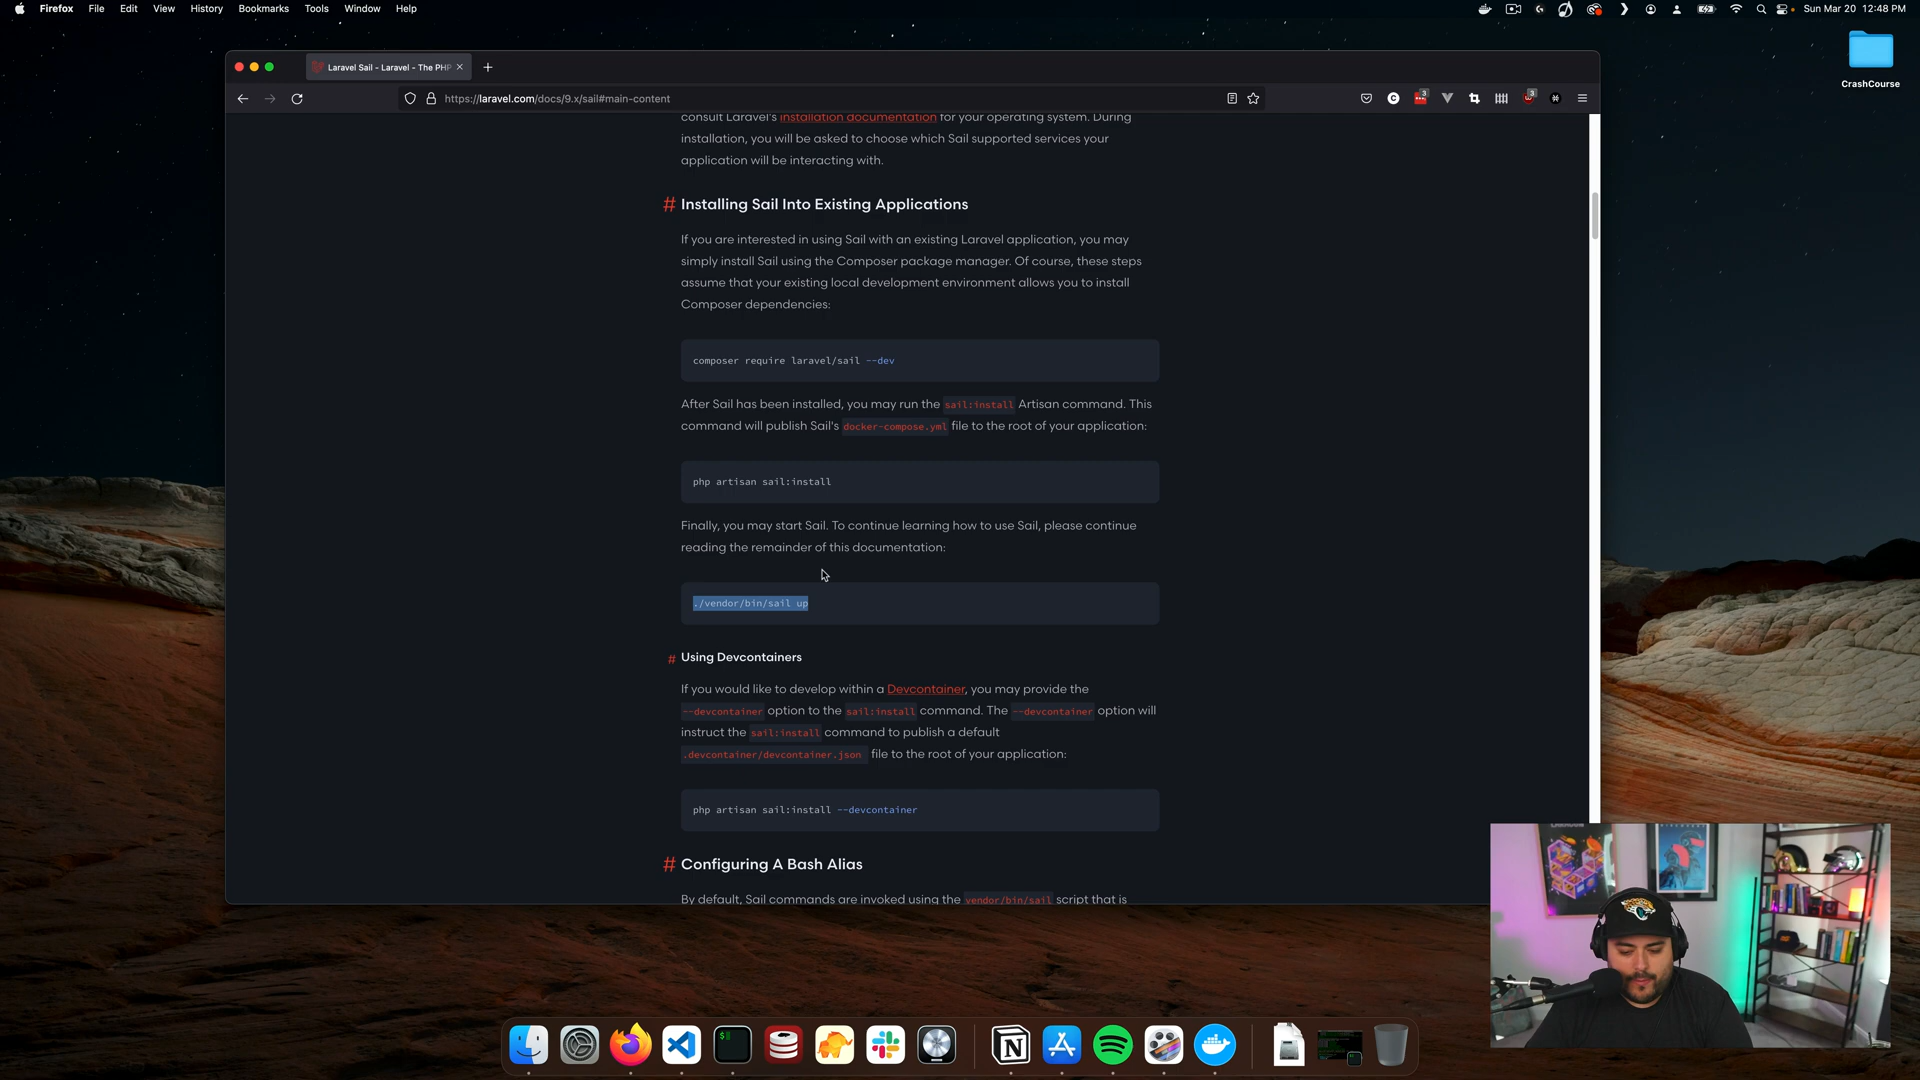 Firefox File Edit View History Bookmarks Tools Window Help
Sun Mar 20 12:48 PM
CrashCourse
Laravel Sail - Laravel - The PHP
https://laravel.com/docs/9.x/sail#main-content
3
3
consult Laravel's installation documentation for your operating system. During
installation, you will be asked to choose which Sail supported services your
application will be interacting with.
# Installing Sail Into Existing Applications
If you are interested in using Sail with an existing Laravel application, you may
simply install Sail using the Composer package manager. Of course, these steps
assume that your existing local development environment allows you to install
Composer dependencies:
composer require laravel/sail --dev
After Sail has been installed, you may run the sail:install Artisan command. This
command will publish Sail's docker-compose.yml file to the root of your application:
php artisan sail:install
Finally, you may start Sail. To continue learning how to use Sail, please continue
reading the remainder of this documentation:
./vendor/bin/sail up
# Using Devcontainers
If you would like to develop within a Devcontainer, you may provide the
--devcontainer option to the sail:install command. The --devcontainer option will
instruct the sail:install command to publish a default
.devcontainer/devcontainer.json file to the root of your application:
php artisan sail:install --devcontainer
# Configuring A Bash Alias
By default, Sail commands are invoked using the vendor/bin/sail script that is